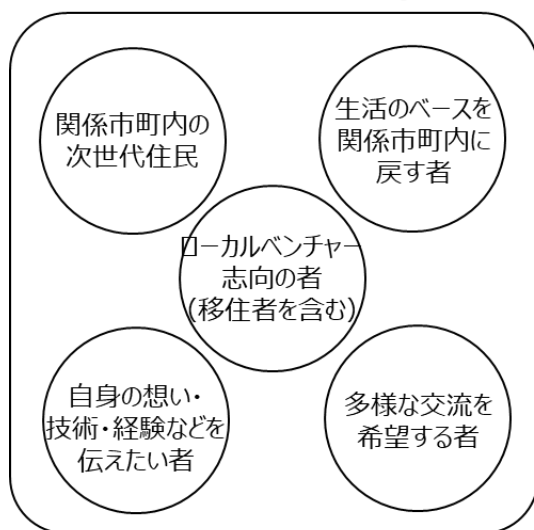 関係市町内の
次世代住民
生活のベースを
関係市町内に
戻す者
ローカルベンチャー
志向の者
(移住者を含む)
自身の想い・
技術・経験などを
伝えたい者
多様な交流を
希望する者